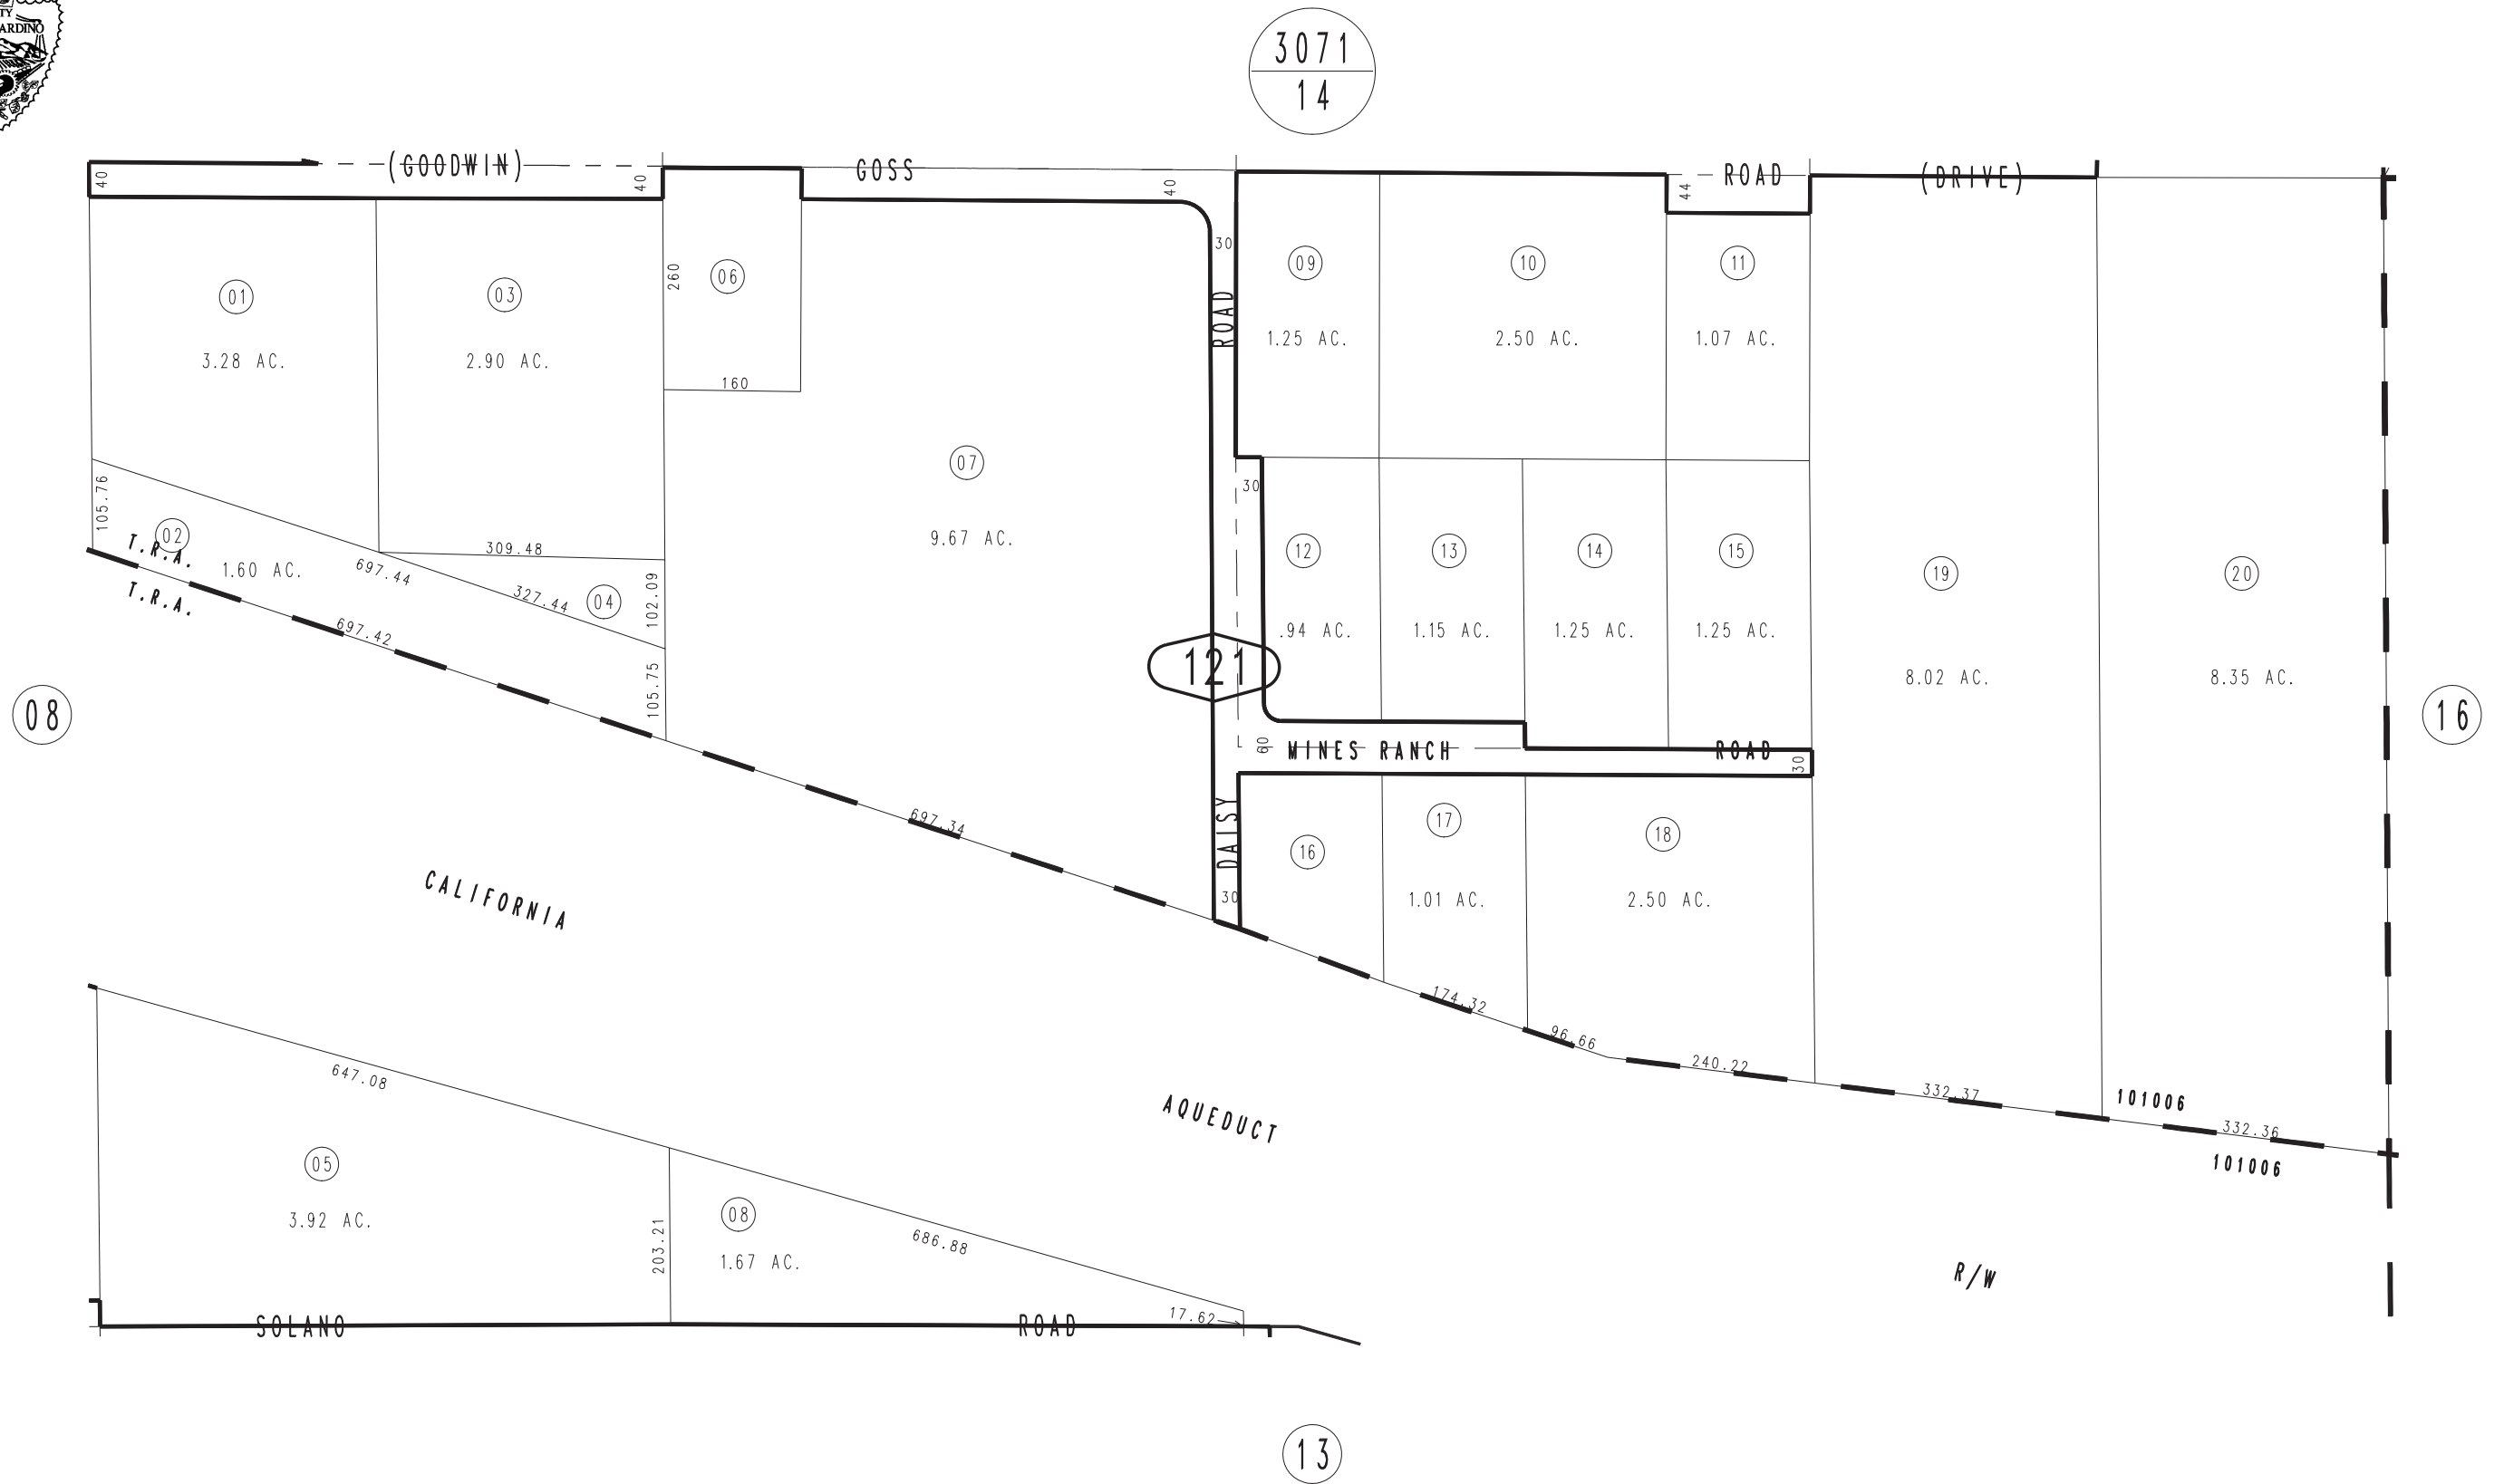 TY
ARDINO
3071
14
(GOODWIN) GOSS ROAD (DRIVE)
40
40
40
44
30
260
01
3.28 AC.
03
2.90 AC.
06
160
ROAD
09
1.25 AC.
10
2.50 AC.
11
1.07 AC.
07
9.67 AC.
105.76
02
T.R.A.
1.60 AC.
T.R.A.
309.48
697.44
327.44
04
102.09
697.42
105.75
30
12
.94 AC.
13
1.15 AC.
14
1.25 AC.
15
1.25 AC.
19
8.02 AC.
20
8.35 AC.
121
08
16
60
MINES RANCH ROAD
30
697.34
DAISY
30
16
17
1.01 AC.
18
2.50 AC.
CALIFORNIA
174.32
96.66
240.22
332.37
101006
332.36
101006
647.08
AQUEDUCT
05
3.92 AC.
203.21
08
1.67 AC.
686.88
R/W
17.62
SOLANO ROAD
13